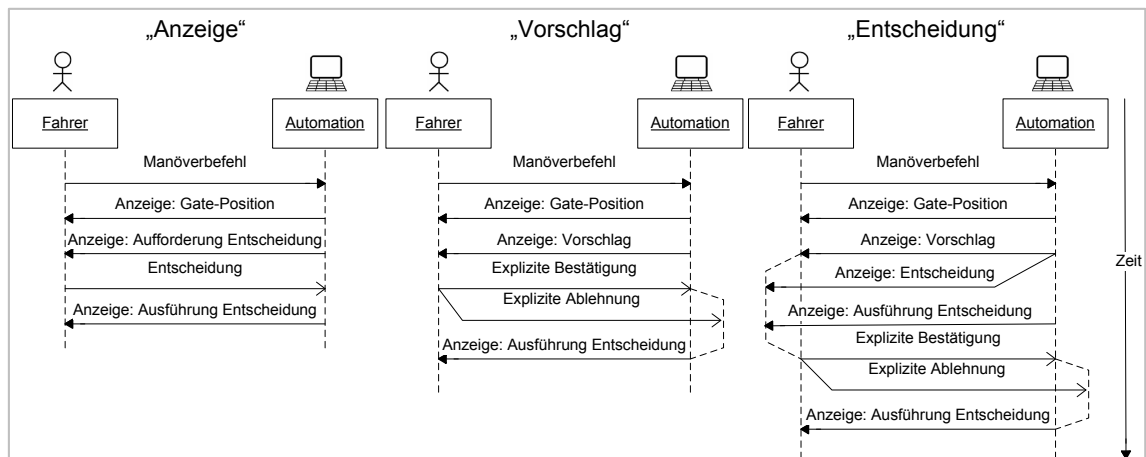 „Anzeige“
Fahrer
Automation
Manöverbefehl
Anzeige: Gate-Position
Anzeige: Aufforderung Entscheidung
Entscheidung
Anzeige: Ausführung Entscheidung
„Vorschlag“
Fahrer
Automation
Manöverbefehl
Anzeige: Gate-Position
Anzeige: Vorschlag
Explizite Bestätigung
Explizite Ablehnung
Anzeige: Ausführung Entscheidung
„Entscheidung“
Fahrer
Automation
Manöverbefehl
Anzeige: Gate-Position
Anzeige: Vorschlag
Anzeige: Entscheidung
Anzeige: Ausführung Entscheidung
Explizite Bestätigung
Explizite Ablehnung
Anzeige: Ausführung Entscheidung
Zeit